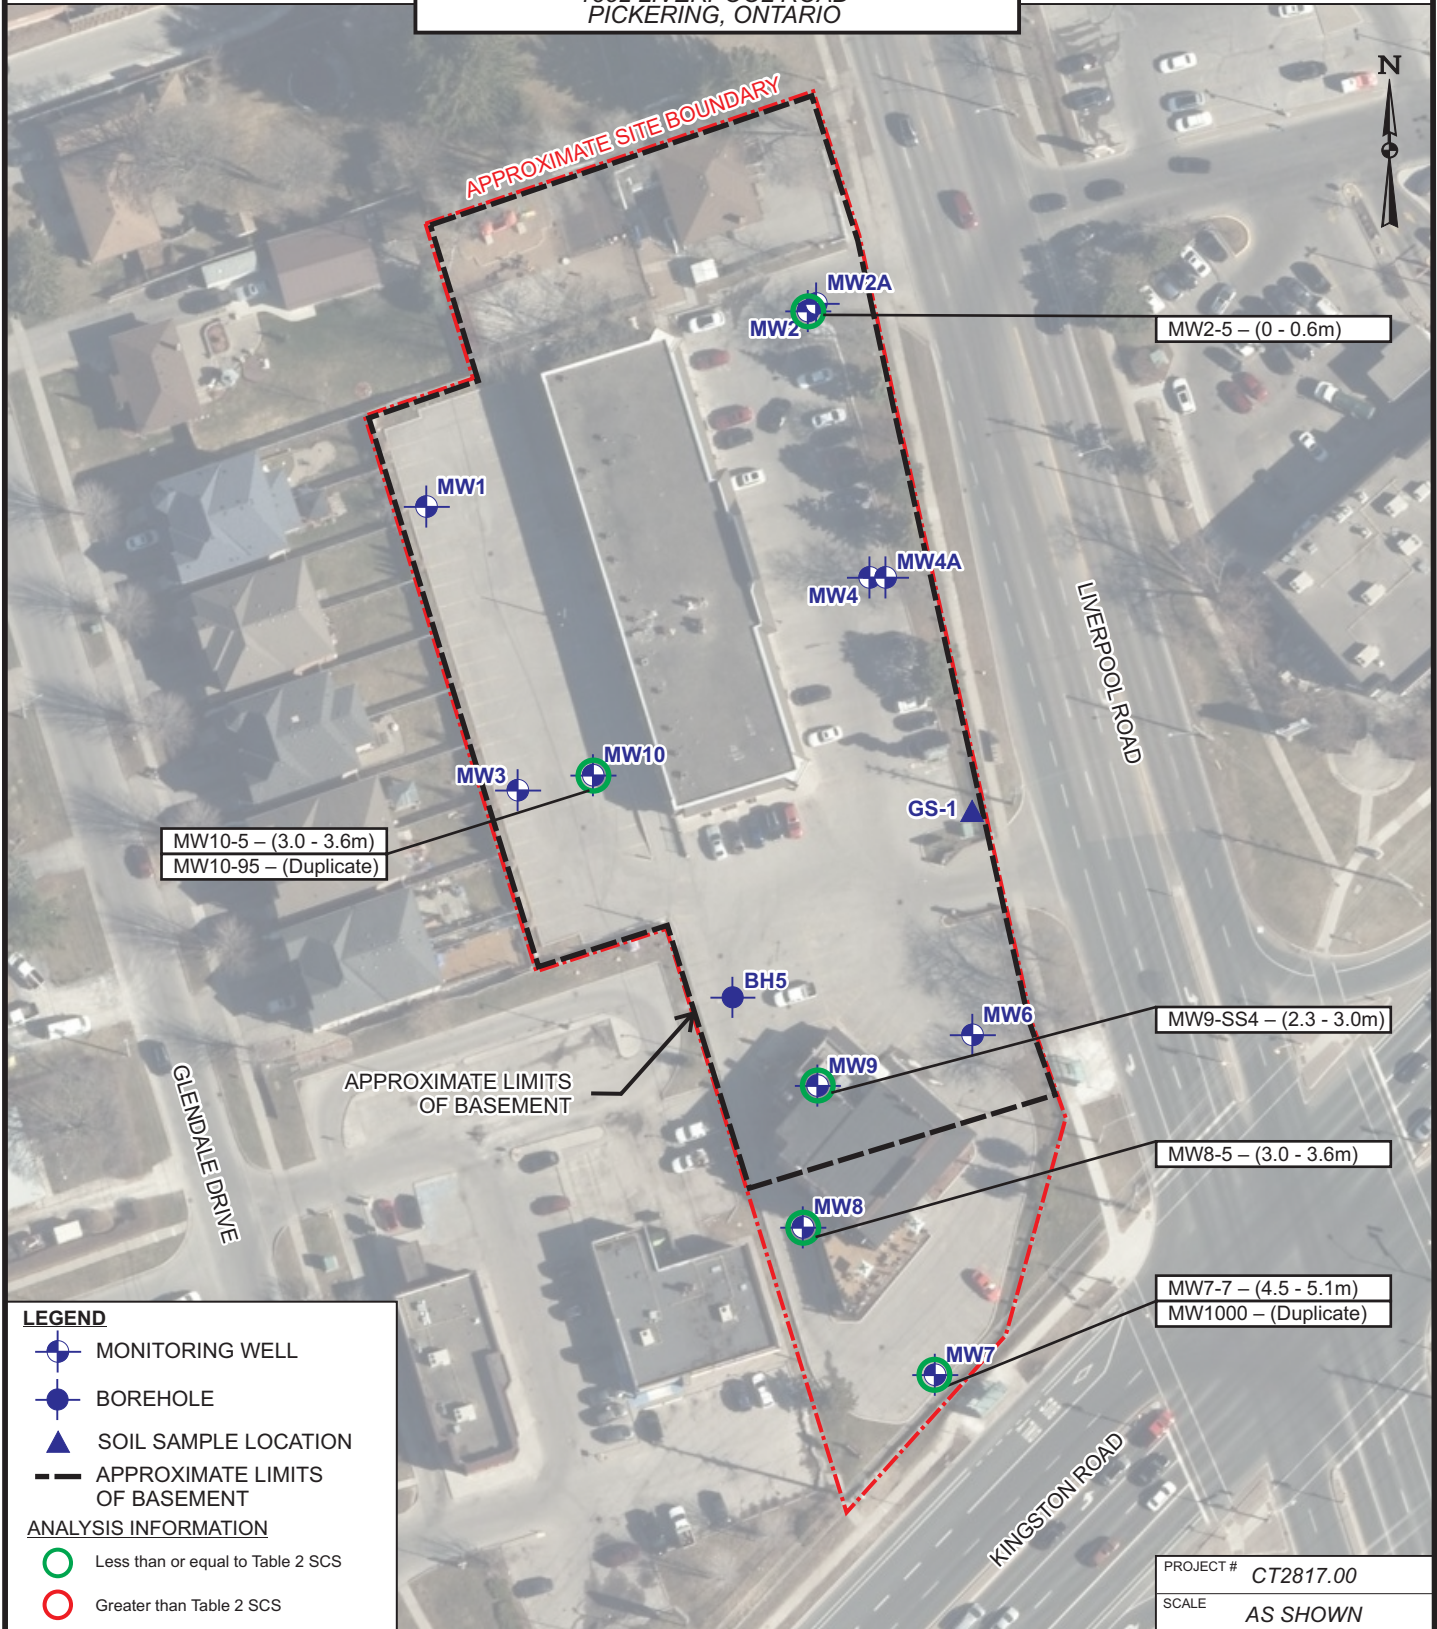 PICKERING, ONTARIO
N
APPROXIMATE SITE BOUNDARY
MW2A
MW2
MW2-5 – (0 - 0.6m)
MW1
MW4A
MW4
LIVERPOOL ROAD
MW10
MW3
GS-1
MW10-5 – (3.0 - 3.6m)
MW10-95 – (Duplicate)
BH5
MW6
MW9-SS4 – (2.3 - 3.0m)
MW9
APPROXIMATE LIMITS
OF BASEMENT
GLENDALE DRIVE
MW8-5 – (3.0 - 3.6m)
MW8
MW7-7 – (4.5 - 5.1m)
MW1000 – (Duplicate)
MW7
KINGSTON ROAD
LEGEND
MONITORING WELL
BOREHOLE
SOIL SAMPLE LOCATION
APPROXIMATE LIMITS
OF BASEMENT
ANALYSIS INFORMATION
Less than or equal to Table 2 SCS
Greater than Table 2 SCS
PROJECT # CT2817.00
SCALE AS SHOWN